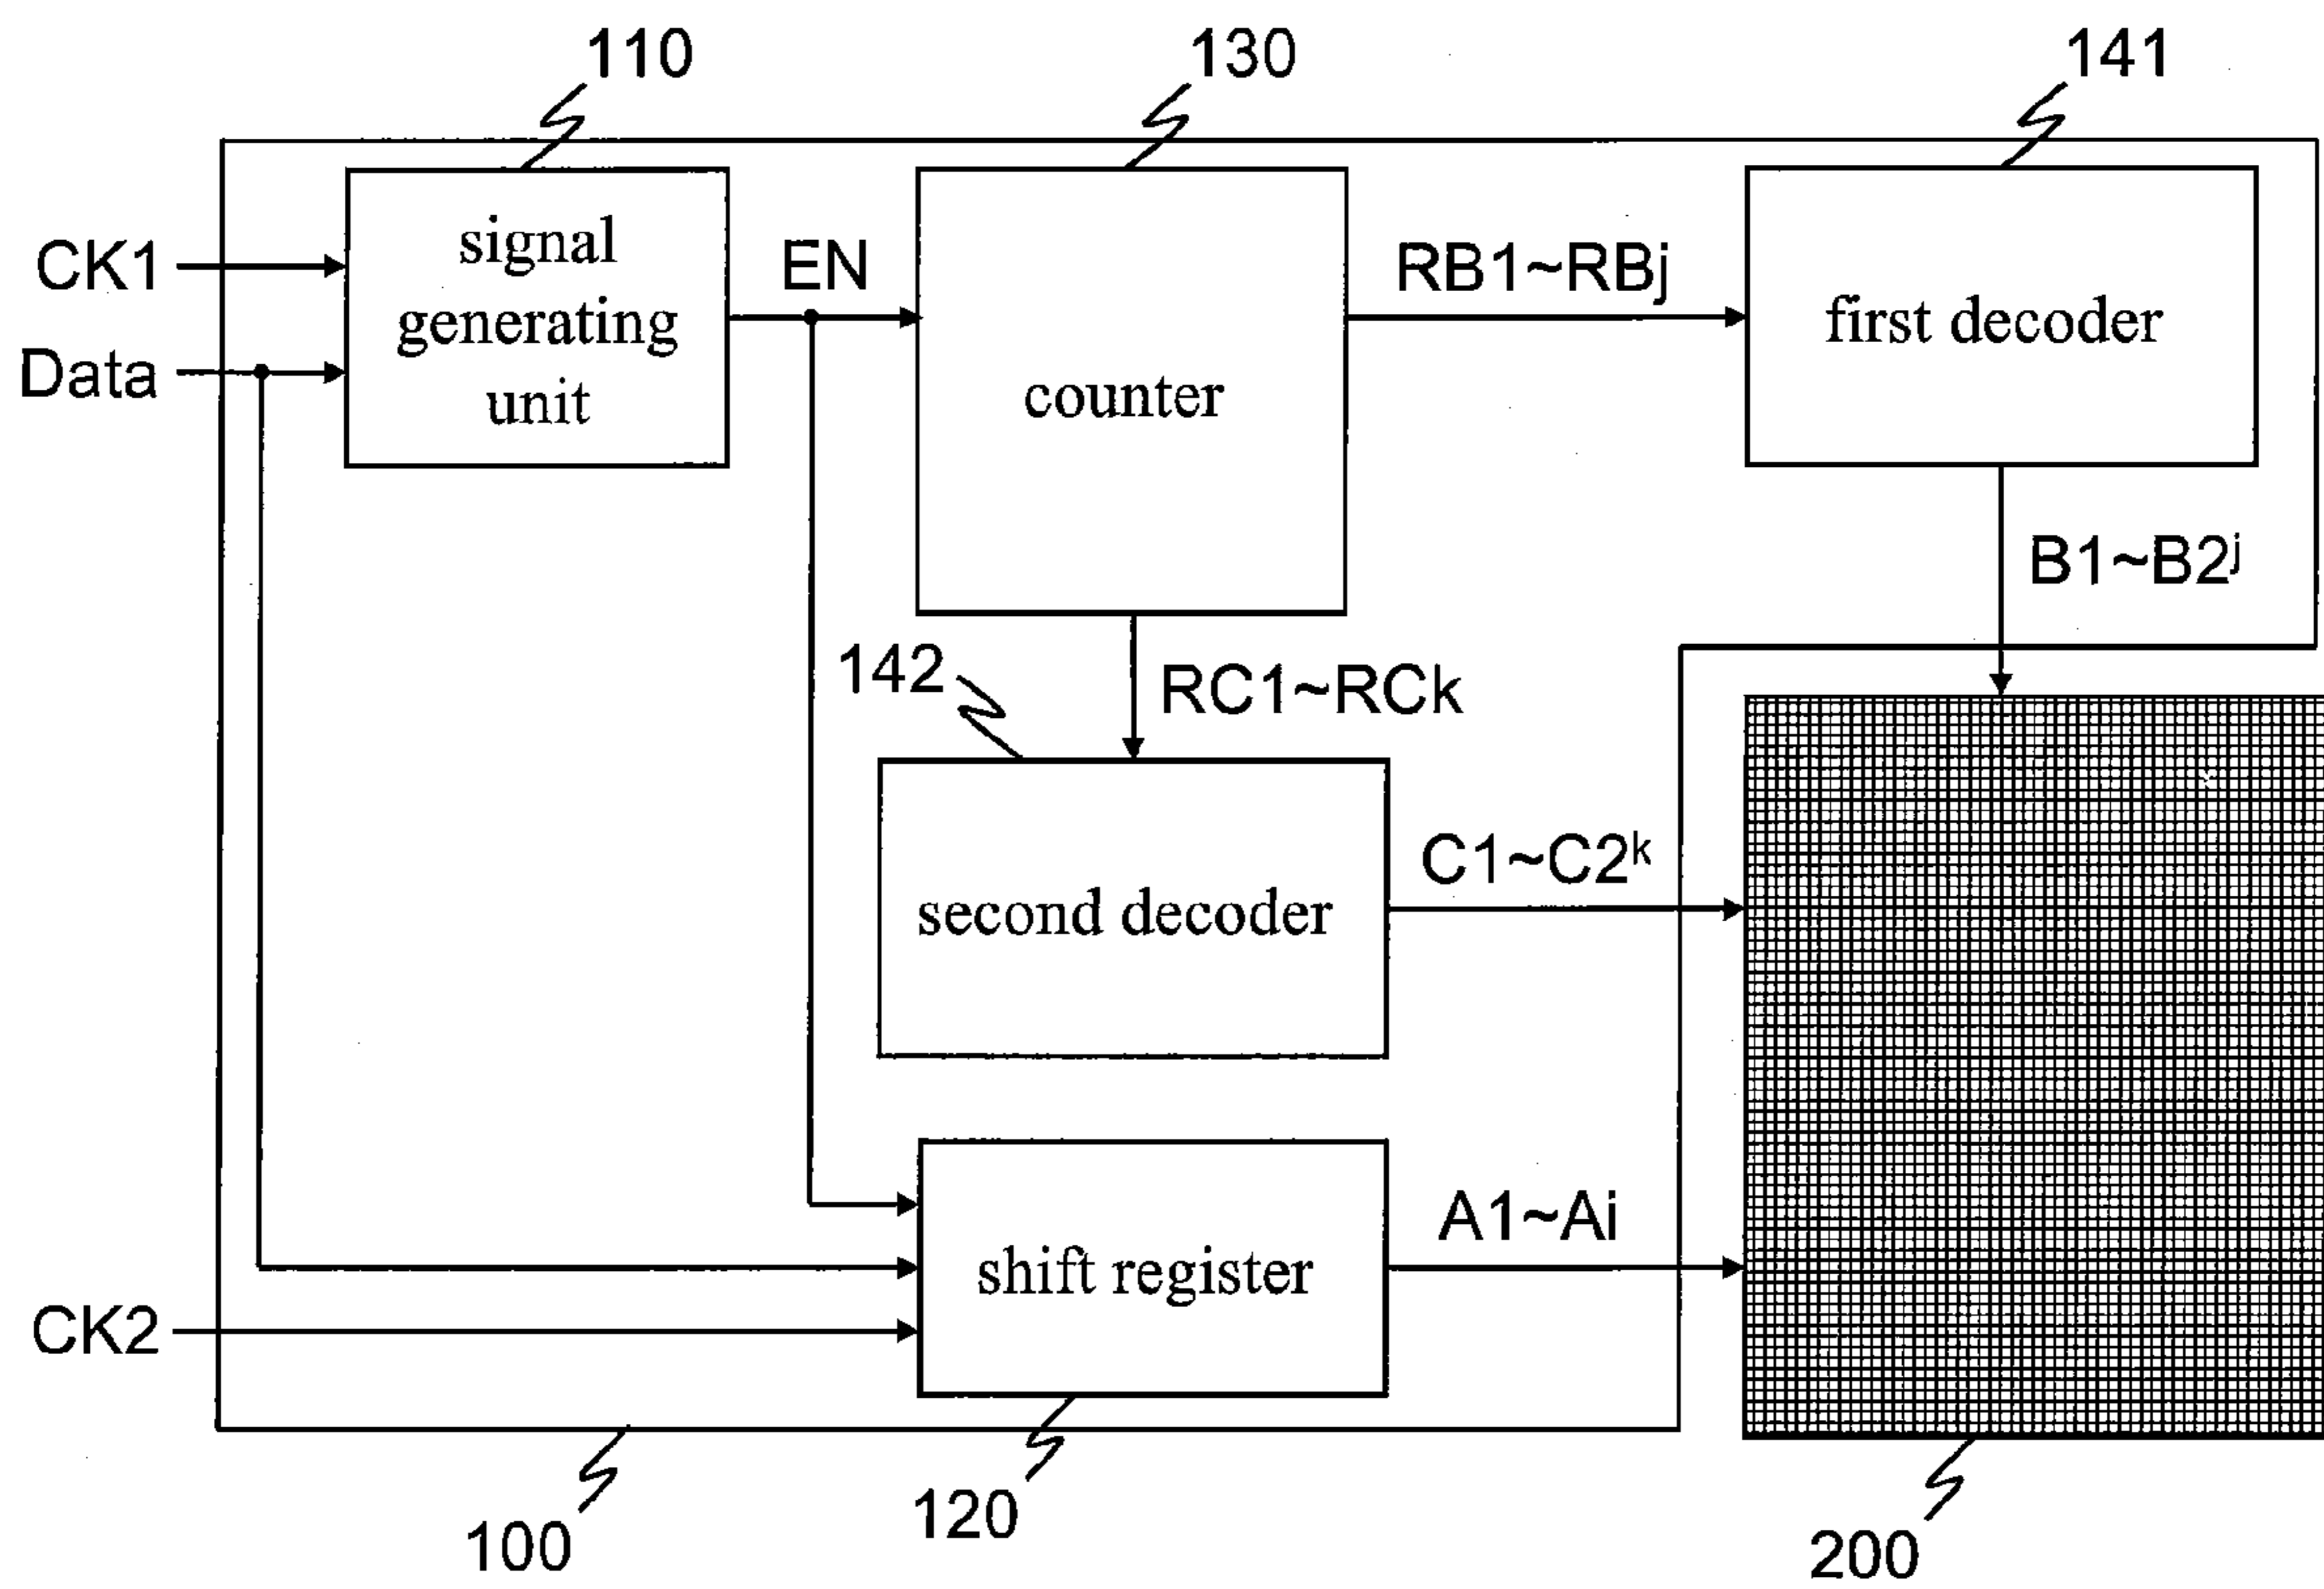 110
130
141
CK1
Data
signal
generating
unit
EN
counter
RB1~RBj
first decoder
B1~B2ʲ
142
RC1~RCk
second decoder
C1~C2ᵏ
shift register
A1~Ai
CK2
100
120
200